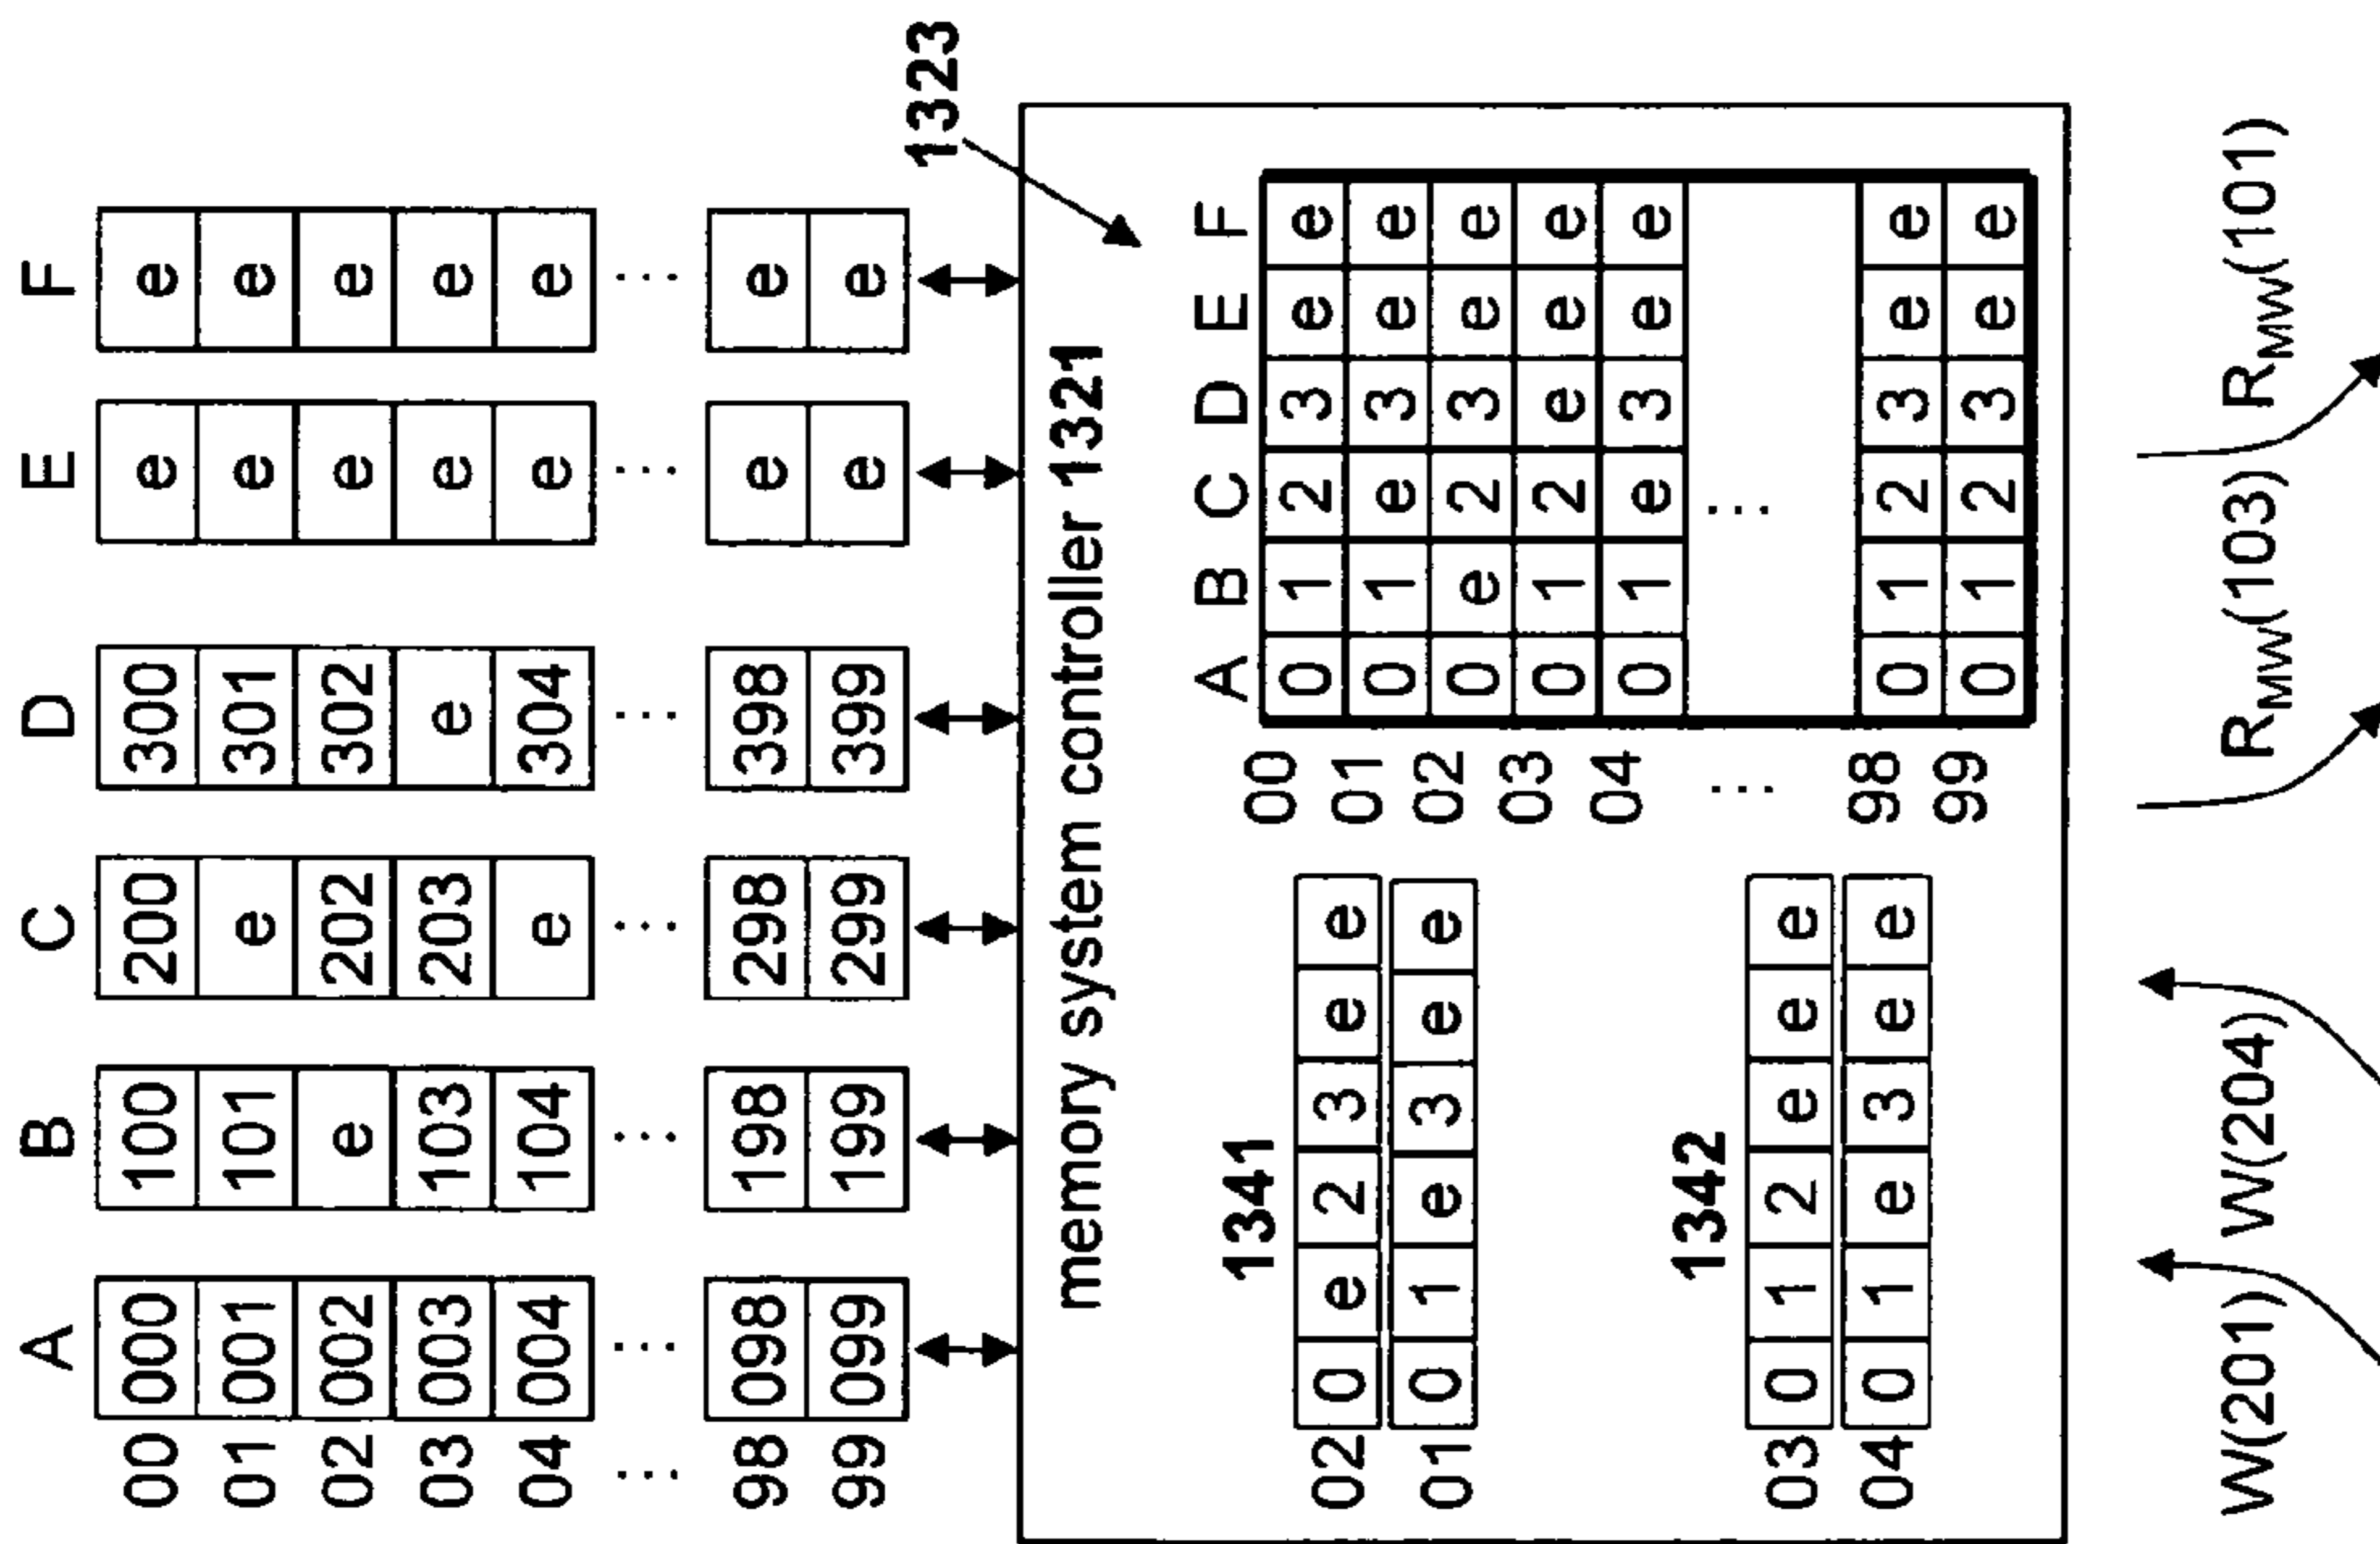 A B C D E F
00 000 100 200 300 e e
01 001 101 e 301 e e
02 002 e 202 302 e e
03 003 103 203 e e e
04 004 104 e 304 e e
... ... ... ... ... ... ...
98 098 198 298 398 e e
99 099 199 299 399 e e
1323
memory system controller 1321
1341
02 0 e 2 3 e e
01 0 1 e 3 e e
1342
03 0 1 2 e e e
04 0 1 e 3 e e
A B C D E F
00 0 1 2 3 e e
01 0 1 e 3 e e
02 0 e 2 3 e e
03 0 1 2 e e e
04 0 1 e 3 e e
... ...
98 0 1 2 3 e e
99 0 1 2 3 e e
W(201) W(204) RMW(103) RMW(101)